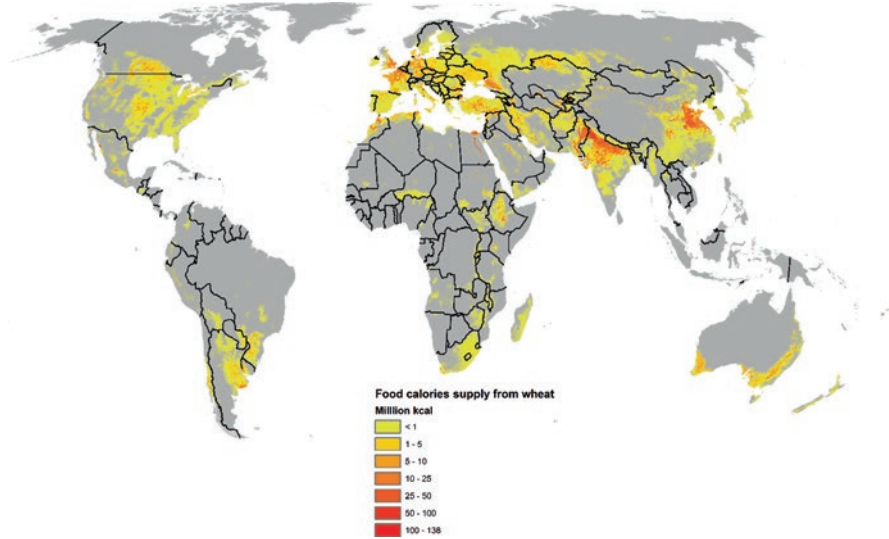 Food calories supply from wheat
Milllion kcal
< 1
1 - 5
5 - 10
10 - 25
25 - 50
50 - 100
100 - 138